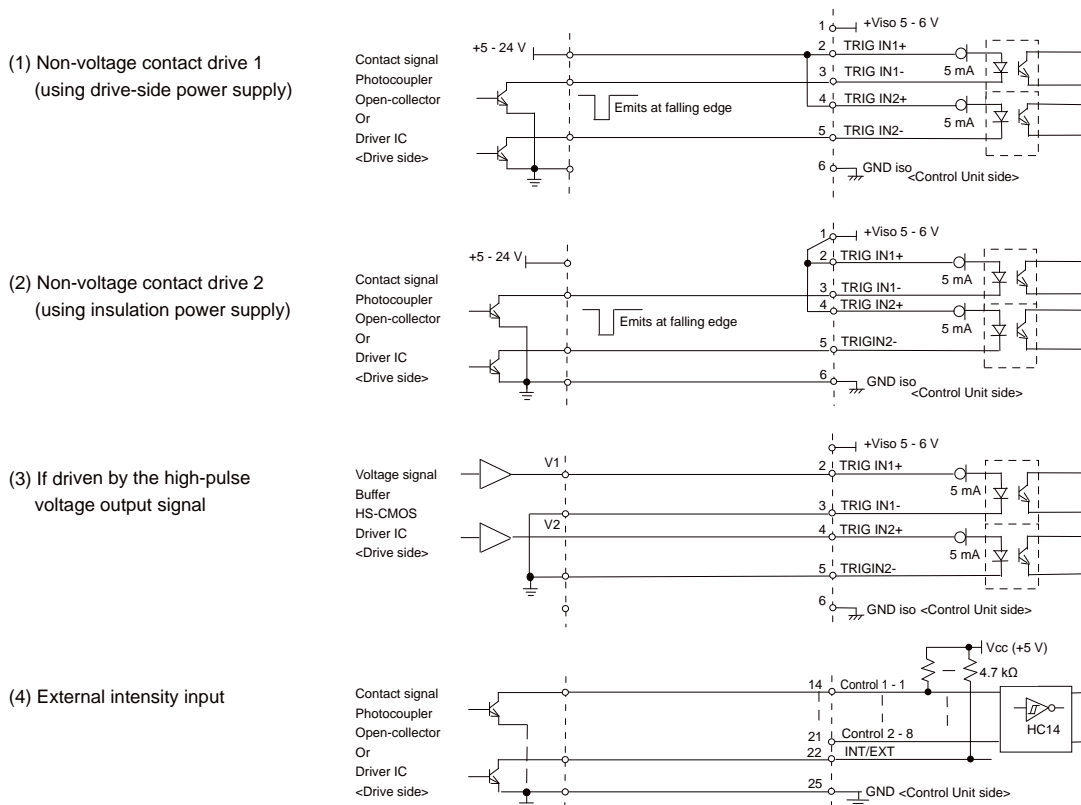 (1) Non-voltage contact drive 1
(using drive-side power supply)
Contact signal
Photocoupler
Open-collector
Or
Driver IC
<Drive side>
+5 - 24 V
Emits at falling edge
1
+Viso 5 - 6 V
2 TRIG IN1+
5 mA
3 TRIG IN1-
4 TRIG IN2+
5 mA
5 TRIG IN2-
6 GND iso
<Control Unit side>
(2) Non-voltage contact drive 2
(using insulation power supply)
Contact signal
Photocoupler
Open-collector
Or
Driver IC
<Drive side>
+5 - 24 V
Emits at falling edge
1
+Viso 5 - 6 V
2 TRIG IN1+
5 mA
3 TRIG IN1-
4 TRIG IN2+
5 mA
5 TRIGIN2-
6 GND iso
<Control Unit side>
(3) If driven by the high-pulse
voltage output signal
Voltage signal
Buffer
HS-CMOS
Driver IC
<Drive side>
V1
V2
+Viso 5 - 6 V
2 TRIG IN1+
5 mA
3 TRIG IN1-
4 TRIG IN2+
5 mA
5 TRIGIN2-
6 GND iso <Control Unit side>
(4) External intensity input
Contact signal
Photocoupler
Open-collector
Or
Driver IC
<Drive side>
Vcc (+5 V)
4.7 kΩ
14 Control 1 - 1
21 Control 2 - 8
22 INT/EXT
HC14
25 GND <Control Unit side>